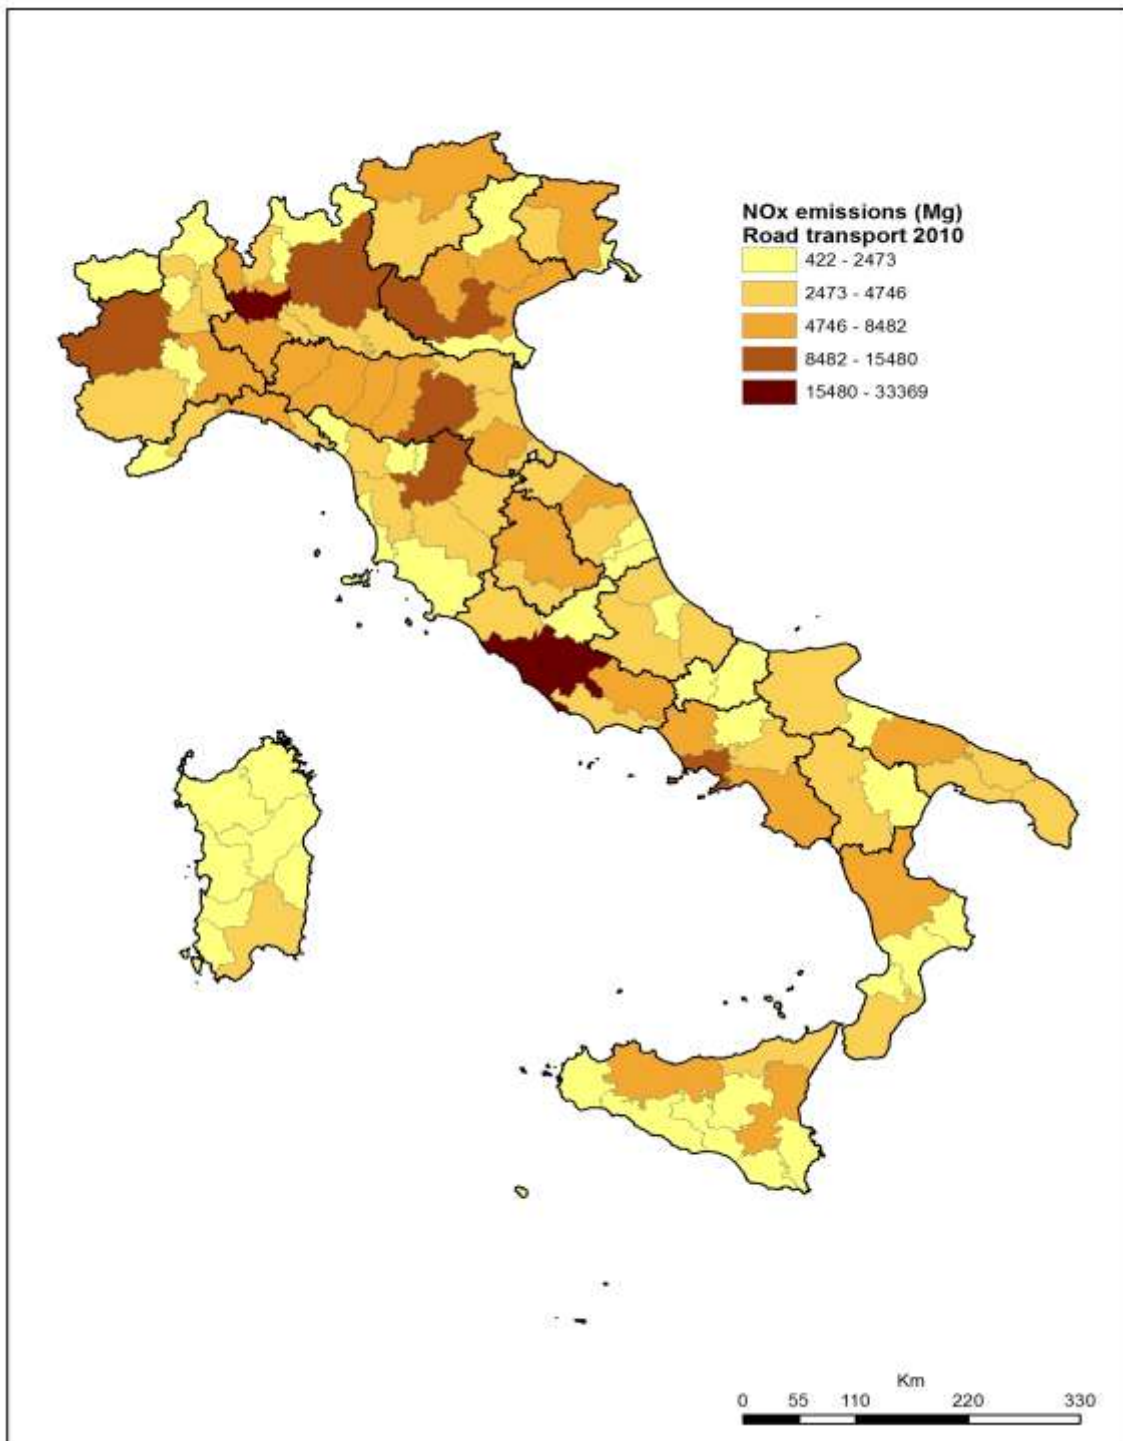 NOx emissions (Mg)
Road transport 2010
422 - 2473
2473 - 4746
4746 - 8482
8482 - 15480
15480 - 33369
Km
0 55 110 220 330